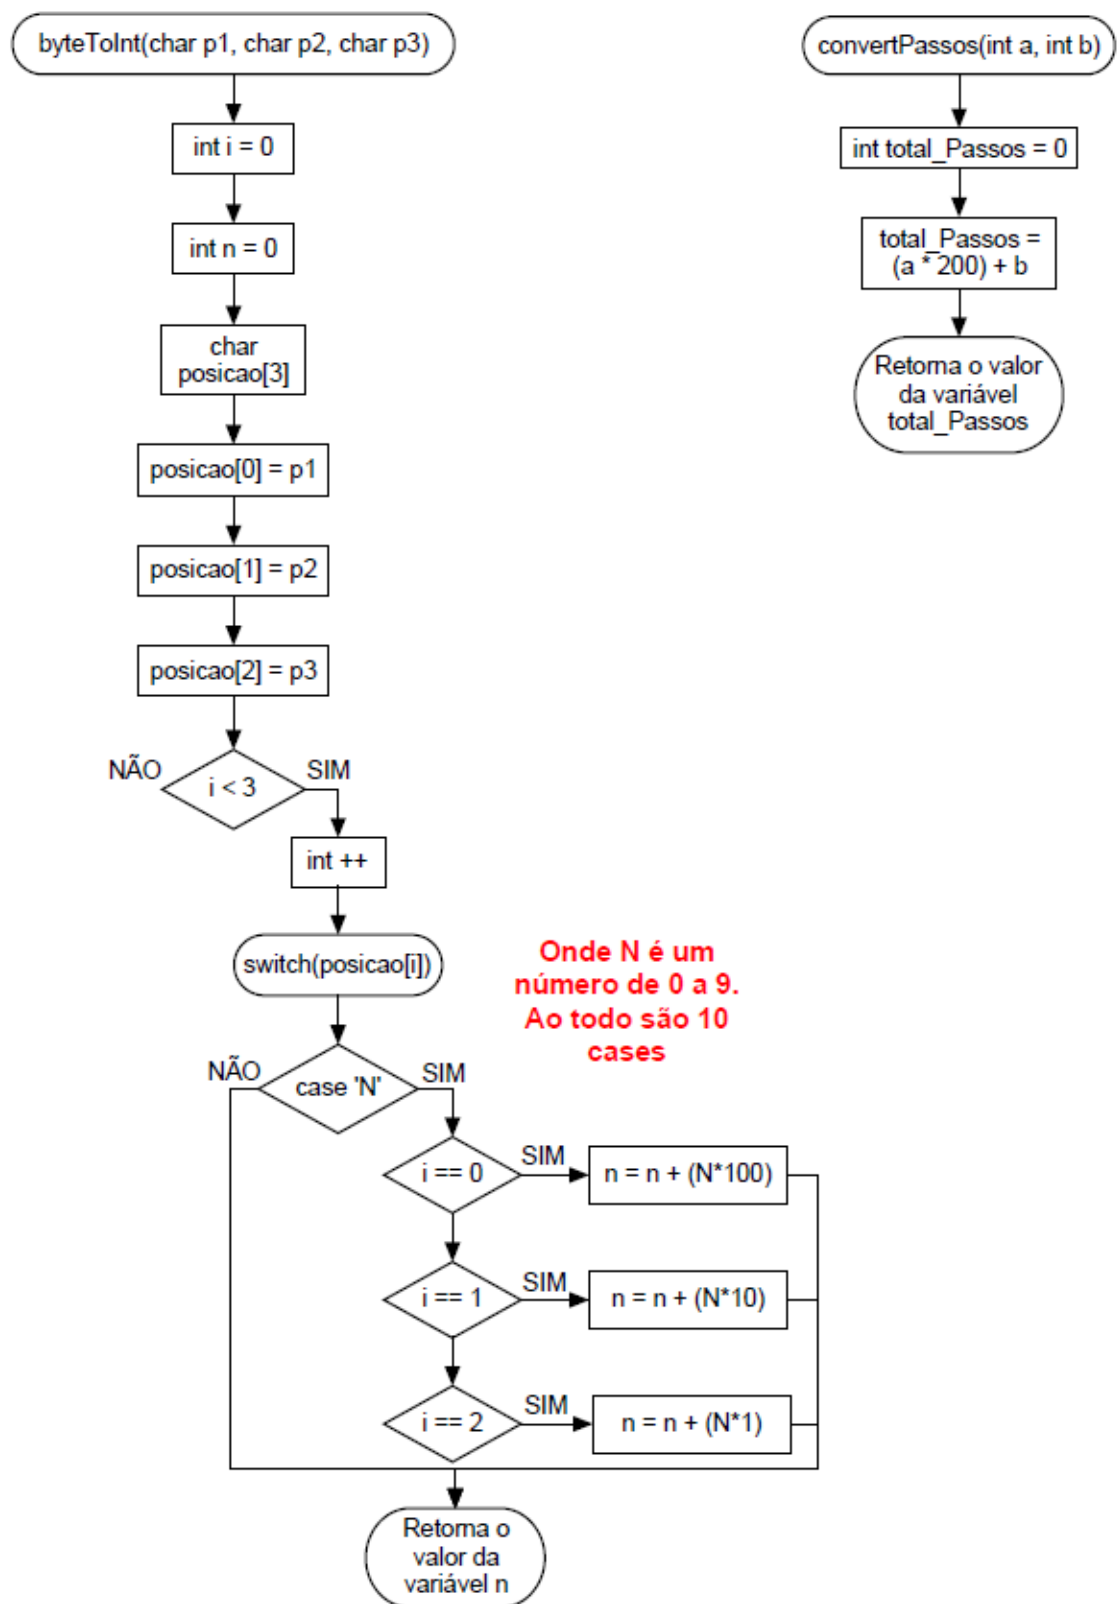 byteToInt(char p1, char p2, char p3)
int i = 0
int n = 0
char
posicao[3]
posicao[0] = p1
posicao[1] = p2
posicao[2] = p3
NÃO
i < 3
SIM
int ++
switch(posicao[i])
Onde N é um
número de 0 a 9.
Ao todo são 10
cases
NÃO
case 'N'
SIM
i == 0
SIM
n = n + (N*100)
i == 1
SIM
n = n + (N*10)
i == 2
SIM
n = n + (N*1)
Retorna o
valor da
variável n
convertPassos(int a, int b)
int total_Passos = 0
total_Passos =
(a * 200) + b
Retorna o valor
da variável
total_Passos